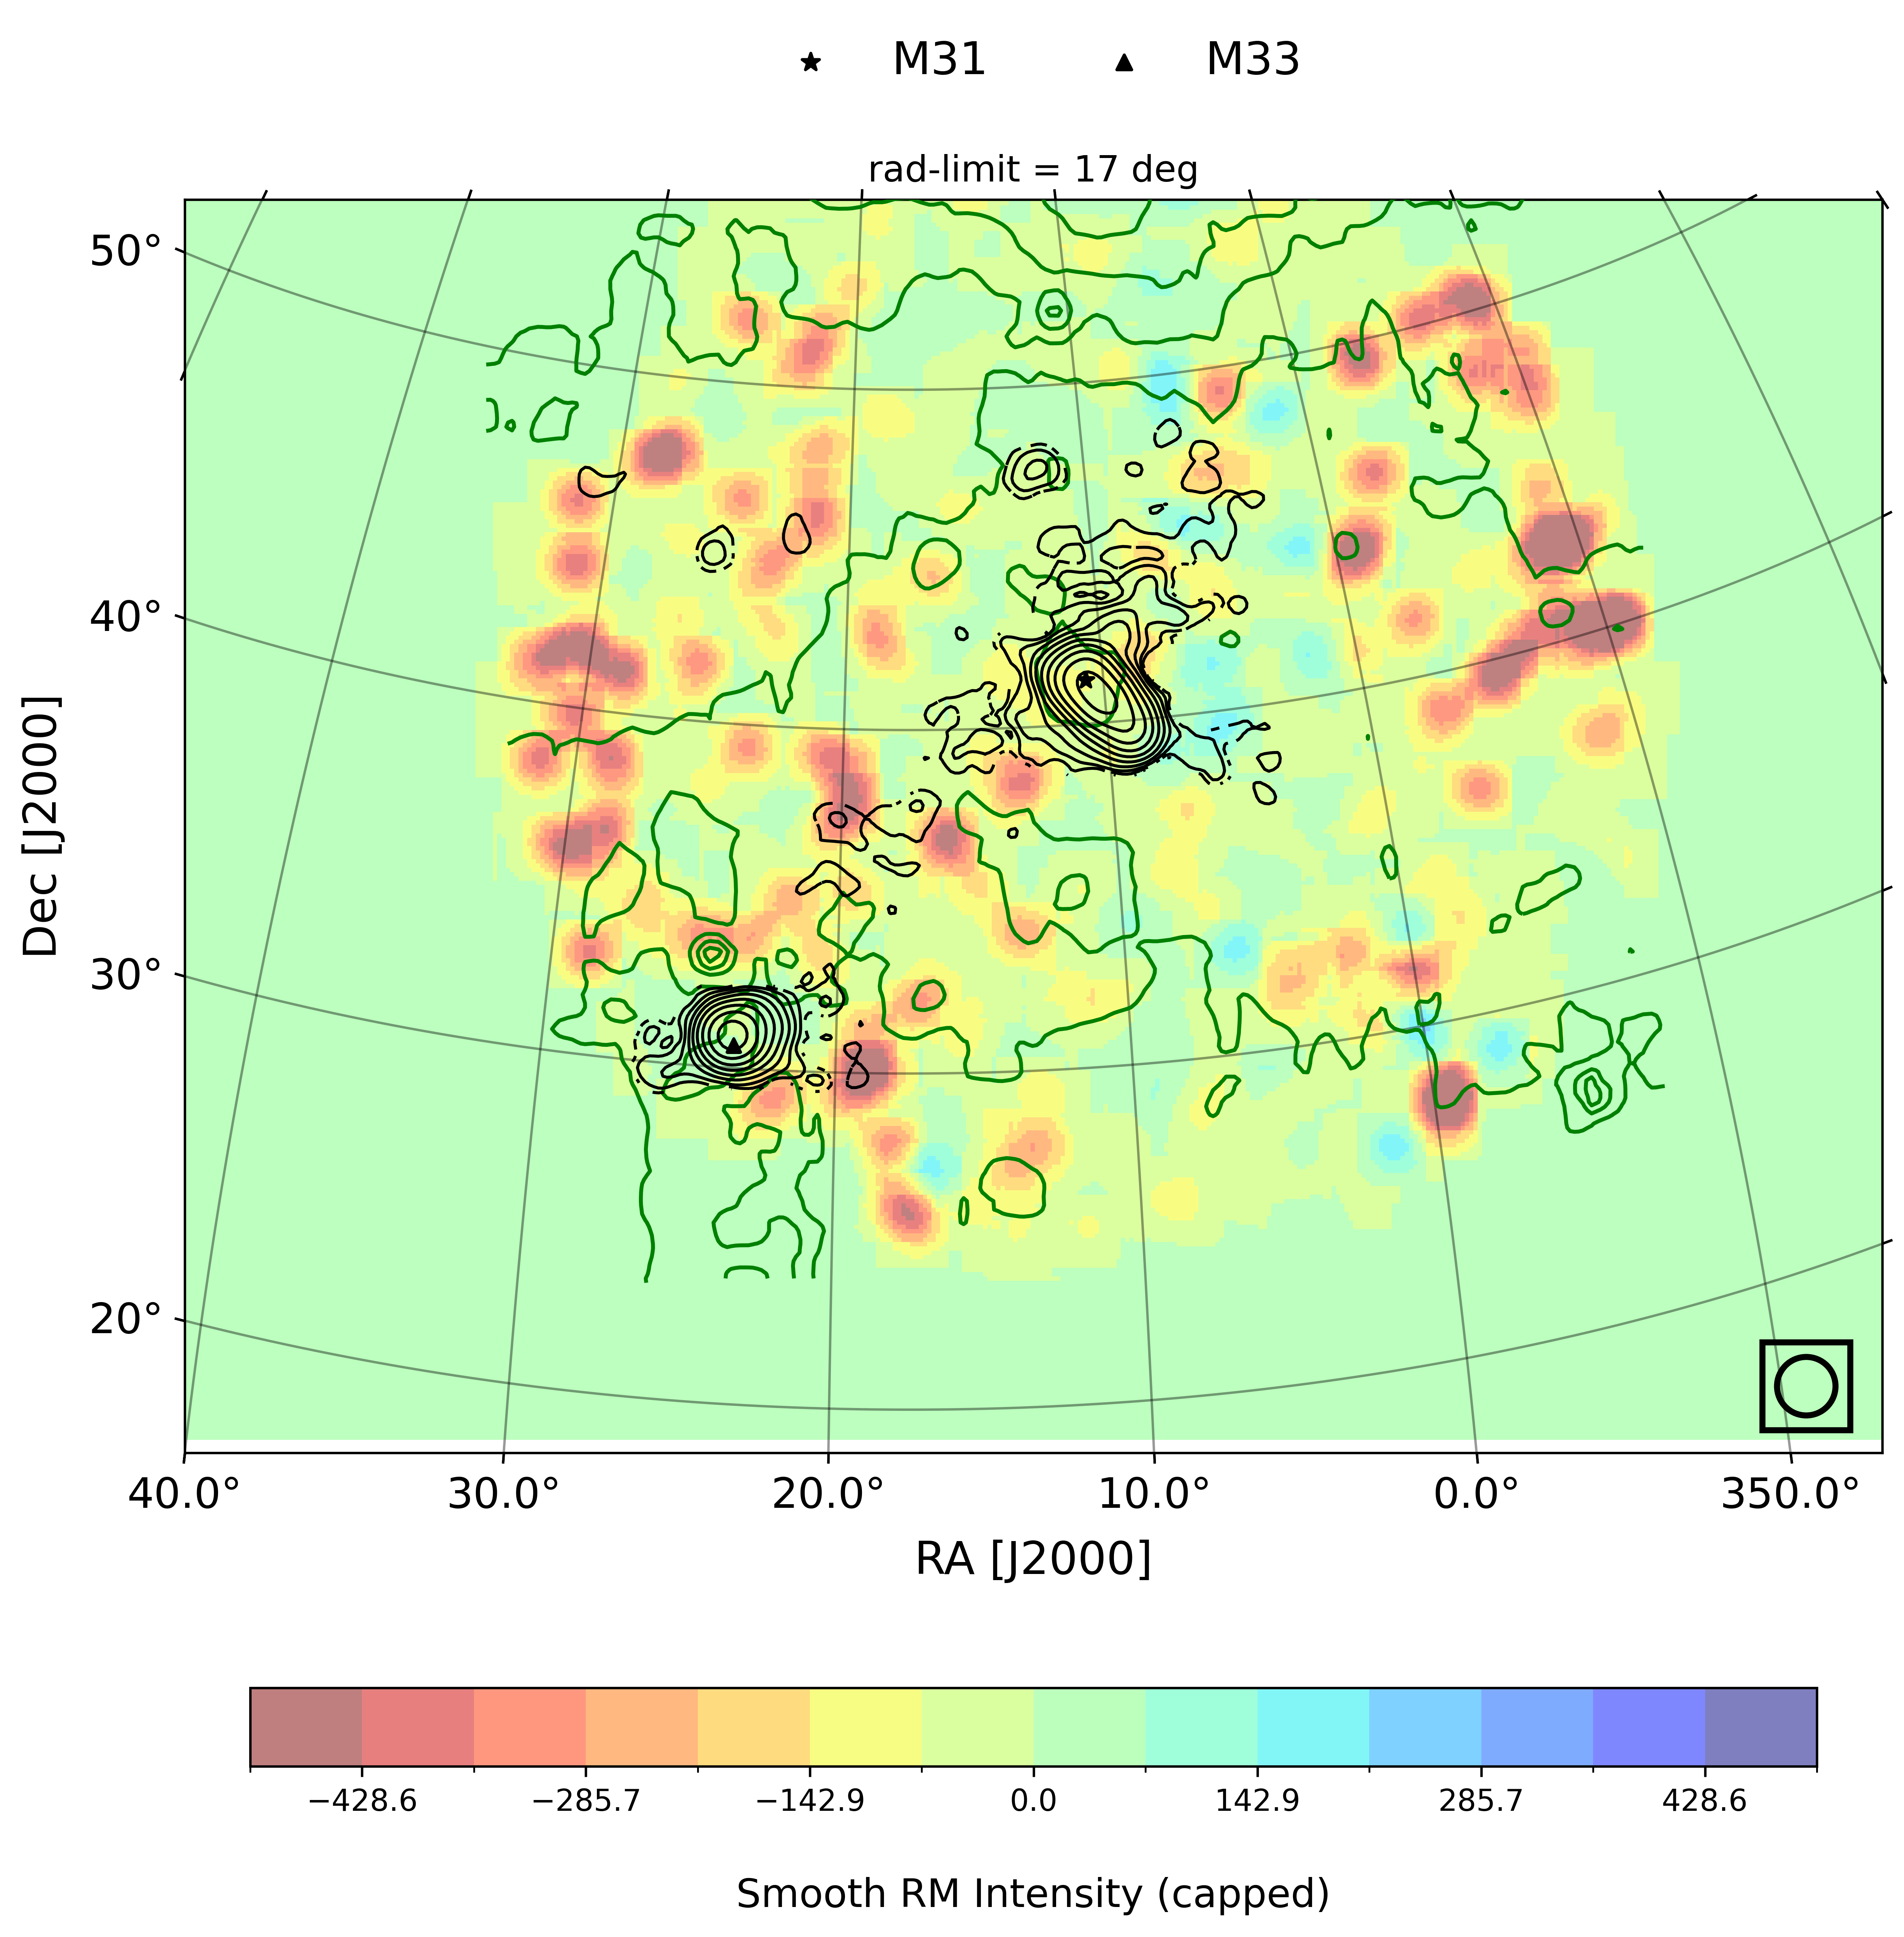 M31 M33
rad-limit = 17 deg
50°
40°
30°
20°
Dec [J2000]
40.0° 30.0° 20.0° 10.0° 0.0° 350.0°
RA [J2000]
−428.6 −285.7 −142.9 0.0 142.9 285.7 428.6
Smooth RM Intensity (capped)